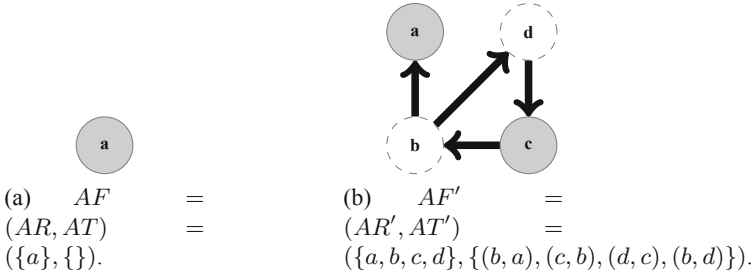 a
d
a
b
c
(a) AF = (b) AF′ =
(AR, AT) = (AR′, AT′) =
({a}, {}). ({a, b, c, d}, {(b, a), (c, b), (d, c), (b, d)}).